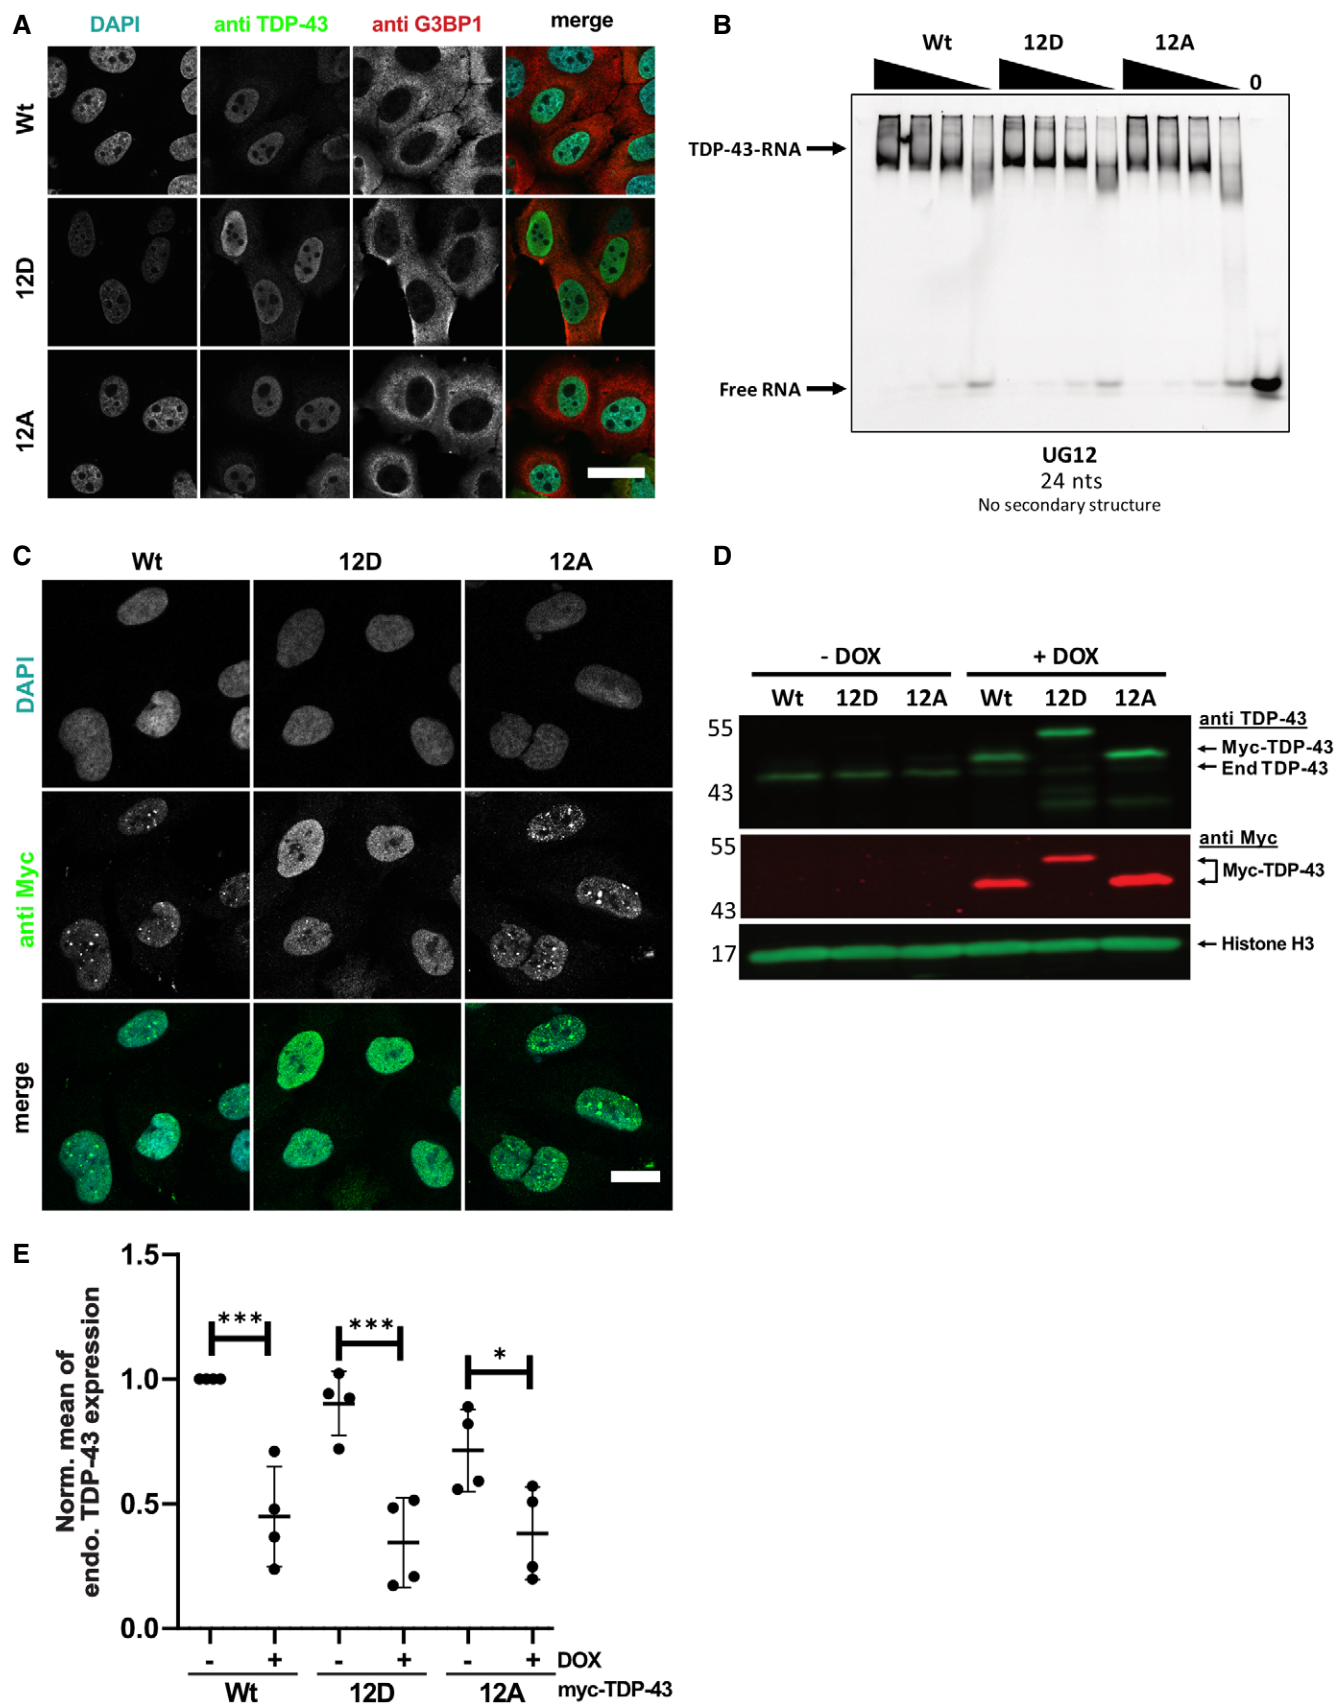 A
DAPI
anti TDP-43
anti G3BP1
merge
Wt
12D
12A
B
Wt
12D
12A
0
TDP-43-RNA
Free RNA
UG12
24 nts
No secondary structure
C
Wt
12D
12A
DAPI
anti Myc
merge
D
- DOX
+ DOX
Wt
12D
12A
Wt
12D
12A
55
43
anti TDP-43
Myc-TDP-43
End TDP-43
55
43
anti Myc
Myc-TDP-43
17
Histone H3
E
Norm. mean of
endo. TDP-43 expression
1.5
1.0
0.5
0.0
***
***
*
- + - + - + DOX
Wt 12D 12A myc-TDP-43